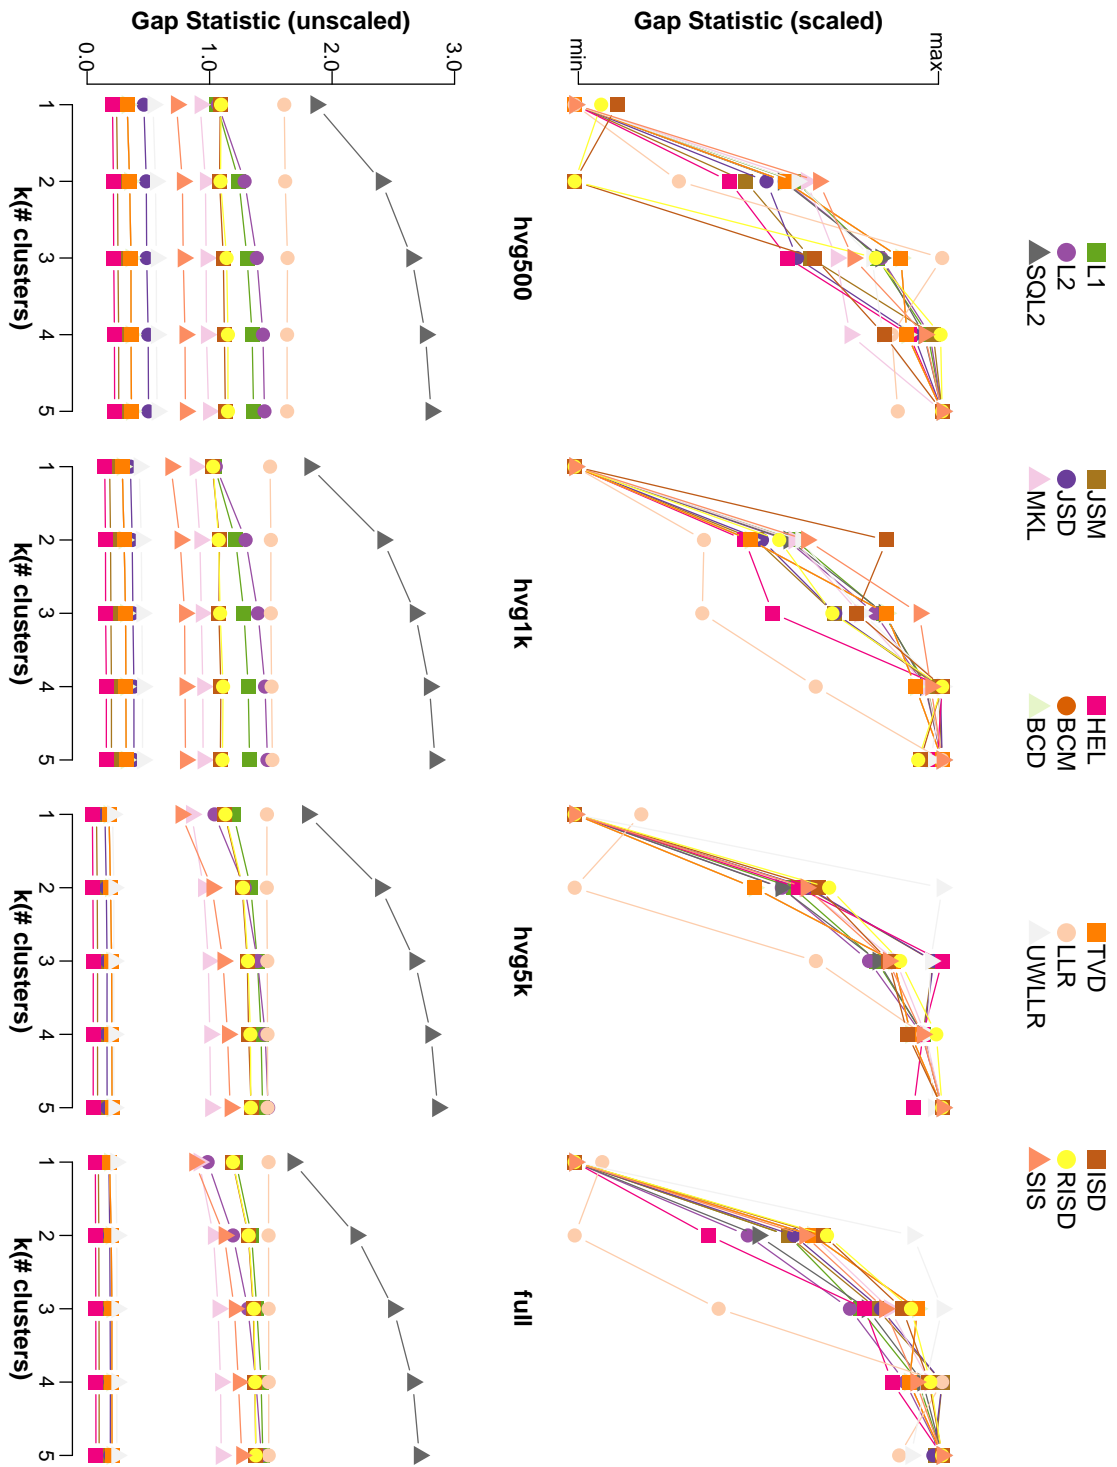 Gap Statistic (unscaled)
0.0
1.0
2.0
3.0
Gap Statistic (scaled)
min
max
1
2
3
4
5
k(# clusters)
hvg500
1
2
3
4
5
k(# clusters)
hvg1k
1
2
3
4
5
k(# clusters)
hvg5k
1
2
3
4
5
k(# clusters)
full
L1
L2
SQL2
JSM
JSD
MKL
HEL
BCM
BCD
TVD
LLR
UWLLR
ISD
RISD
SIS